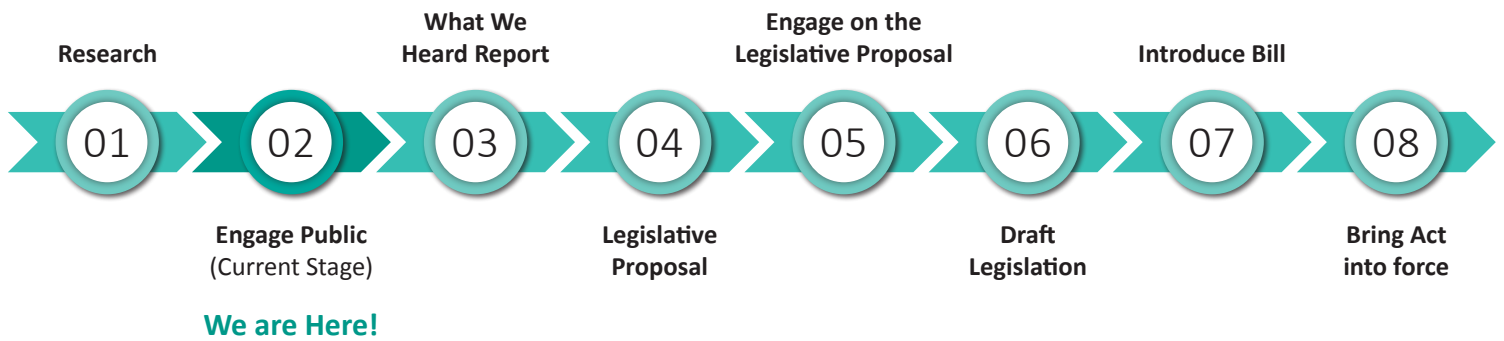 Research
01
02
Engage Public
(Current Stage)
We are Here!
What We
Heard Report
03
04
Legislative
Proposal
Engage on the
Legislative Proposal
05
06
Draft
Legislation
Introduce Bill
07
08
Bring Act
into force